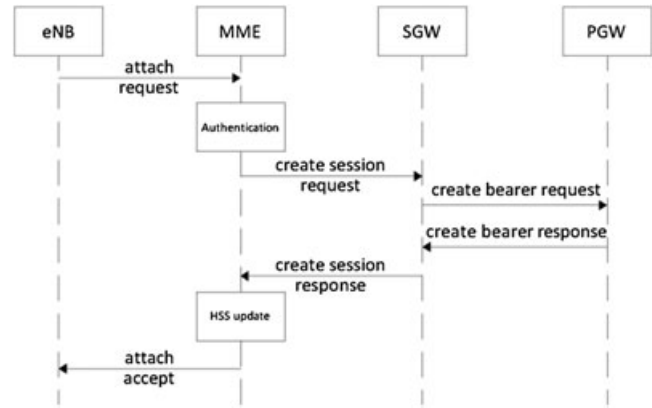 eNB
MME
SGW
PGW
attach
request
Authentication
create session
request
create bearer request
create bearer response
create session
response
HSS update
attach
accept